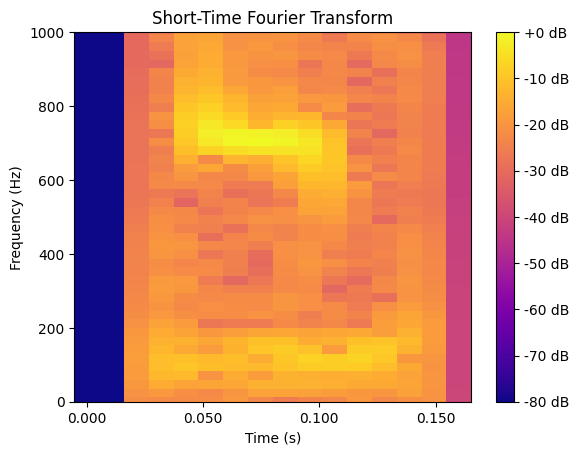 Short-Time Fourier Transform
Frequency (Hz)
1000
800
600
400
200
0
0.000
0.050
0.100
0.150
Time (s)
+0 dB
-10 dB
-20 dB
-30 dB
-40 dB
-50 dB
-60 dB
-70 dB
-80 dB